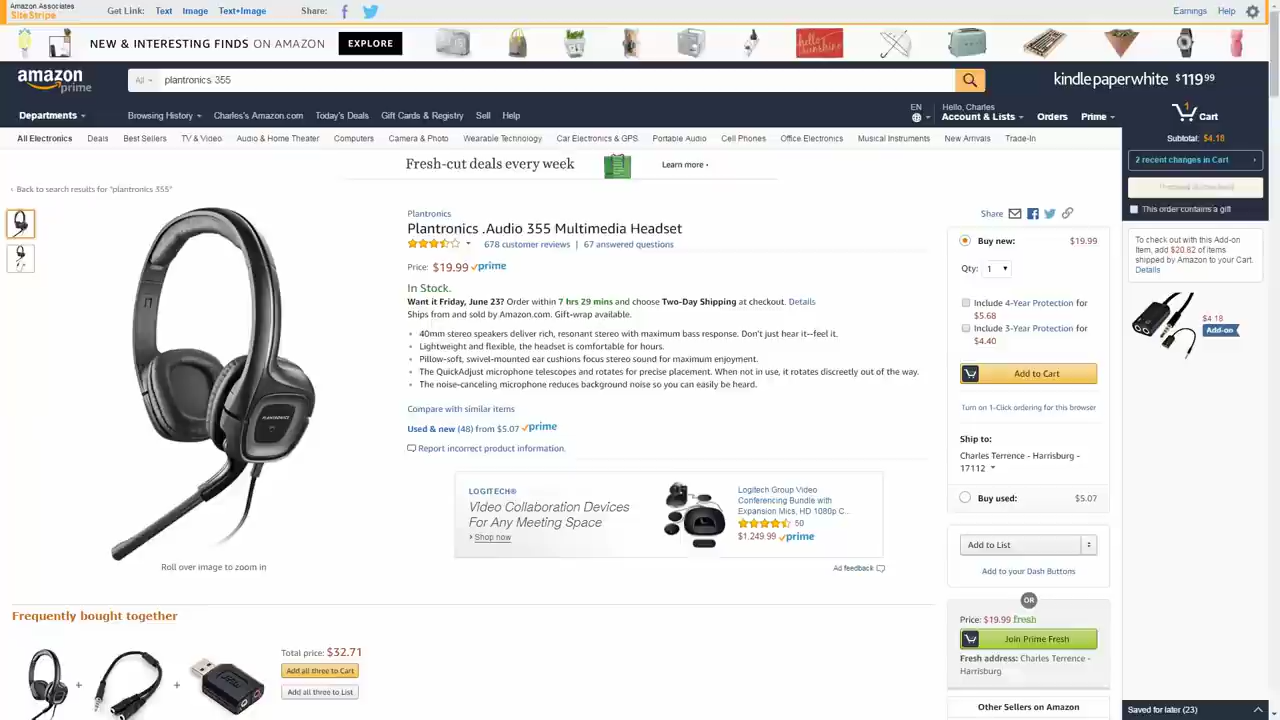 Amazon Associates
SiteStripe
Get Link: Text Image Text+Image Share:
Earnings Help
NEW & INTERESTING FINDS ON AMAZON EXPLORE
hello sunshine
amazon prime
All plantronics 355
kindle paperwhite $119.99
Departments
Browsing History Charles's Amazon.com Today's Deals Gift Cards & Registry Sell Help
EN
Hello, Charles
Account & Lists Orders Prime
1 Cart
All Electronics Deals Best Sellers TV & Video Audio & Home Theater Computers Camera & Photo Wearable Technology Car Electronics & GPS Portable Audio Cell Phones Office Electronics Musical Instruments New Arrivals Trade-In
Subtotal: $4.18
2 recent changes in Cart ›
This order contains a gift
Fresh-cut deals every week Learn more ›
‹ Back to search results for "plantronics 355"
Plantronics
Plantronics .Audio 355 Multimedia Headset
678 customer reviews | 67 answered questions
Price: $19.99 prime
In Stock.
Want it Friday, June 23? Order within 7 hrs 29 mins and choose Two-Day Shipping at checkout. Details
Ships from and sold by Amazon.com. Gift-wrap available.
• 40mm stereo speakers deliver rich, resonant stereo with maximum bass response. Don't just hear it--feel it.
• Lightweight and flexible, the headset is comfortable for hours.
• Pillow-soft, swivel-mounted ear cushions focus stereo sound for maximum enjoyment.
• The QuickAdjust microphone telescopes and rotates for precise placement. When not in use, it rotates discreetly out of the way.
• The noise-canceling microphone reduces background noise so you can easily be heard.
Compare with similar items
Used & new (48) from $5.07 prime
Report incorrect product information.
PLANTRONICS
Roll over image to zoom in
LOGITECH®
Video Collaboration Devices
For Any Meeting Space
Shop now
Logitech Group Video
Conferencing Bundle with
Expansion Mics, HD 1080p C...
50
$1,249.99 prime
Ad feedback
Share
Buy new: $19.99
Qty: 1
Include 4-Year Protection for
$5.68
Include 3-Year Protection for
$4.40
Add to Cart
Turn on 1-Click ordering for this browser
Ship to:
Charles Terrence - Harrisburg -
17112
Buy used: $5.07
Add to List
Add to your Dash Buttons
OR
Price: $19.99 fresh
Join Prime Fresh
Fresh address: Charles Terrence -
Harrisburg
Other Sellers on Amazon
To check out with this Add-on
Item, add $20.82 of items
shipped by Amazon to your Cart.
Details
$4.18
Add-on
Frequently bought together
+ +
Total price: $32.71
Add all three to Cart
Add all three to List
Saved for later (23)